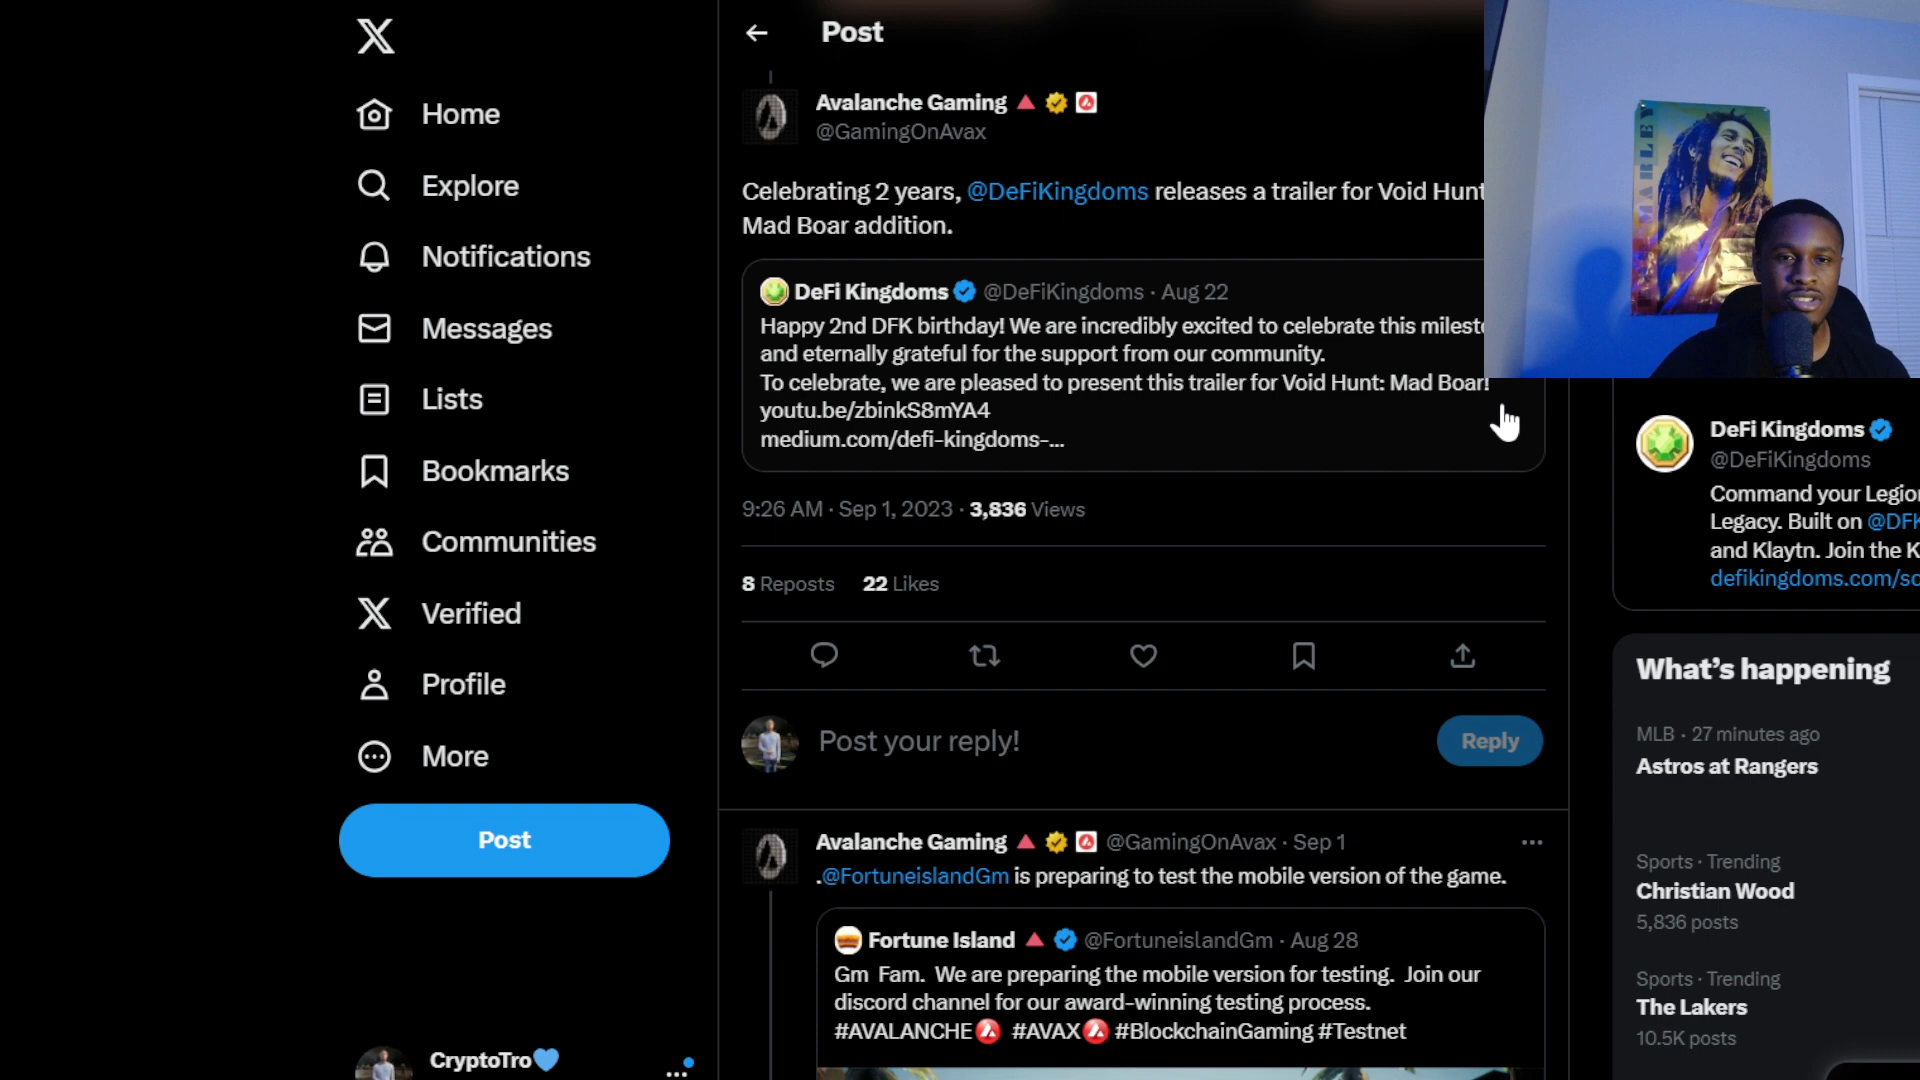 Post
Home
Explore
Notifications
Messages
Lists
Bookmarks
Communities
Verified
Profile
More
Post
CryptoTro
Avalanche Gaming
@GamingOnAvax
Celebrating 2 years, @DeFiKingdoms releases a trailer for Void Hunt
Mad Boar addition.
DeFi Kingdoms @DeFiKingdoms · Aug 22
Happy 2nd DFK birthday! We are incredibly excited to celebrate this milest
and eternally grateful for the support from our community.
To celebrate, we are pleased to present this trailer for Void Hunt: Mad Boar!
youtu.be/zbinkS8mYA4
medium.com/defi-kingdoms-...
9:26 AM · Sep 1, 2023 · 3,836 Views
8 Reposts 22 Likes
Post your reply!
Reply
Avalanche Gaming @GamingOnAvax · Sep 1
.@FortuneislandGm is preparing to test the mobile version of the game.
Fortune Island @FortuneislandGm · Aug 28
Gm Fam. We are preparing the mobile version for testing. Join our
discord channel for our award-winning testing process.
#AVALANCHE #AVAX #BlockchainGaming #Testnet
MARLEY
DeFi Kingdoms
@DeFiKingdoms
Command your Legio
Legacy. Built on @DFK
and Klaytn. Join the K
defikingdoms.com/so
What's happening
MLB · 27 minutes ago
Astros at Rangers
Sports · Trending
Christian Wood
5,836 posts
Sports · Trending
The Lakers
10.5K posts